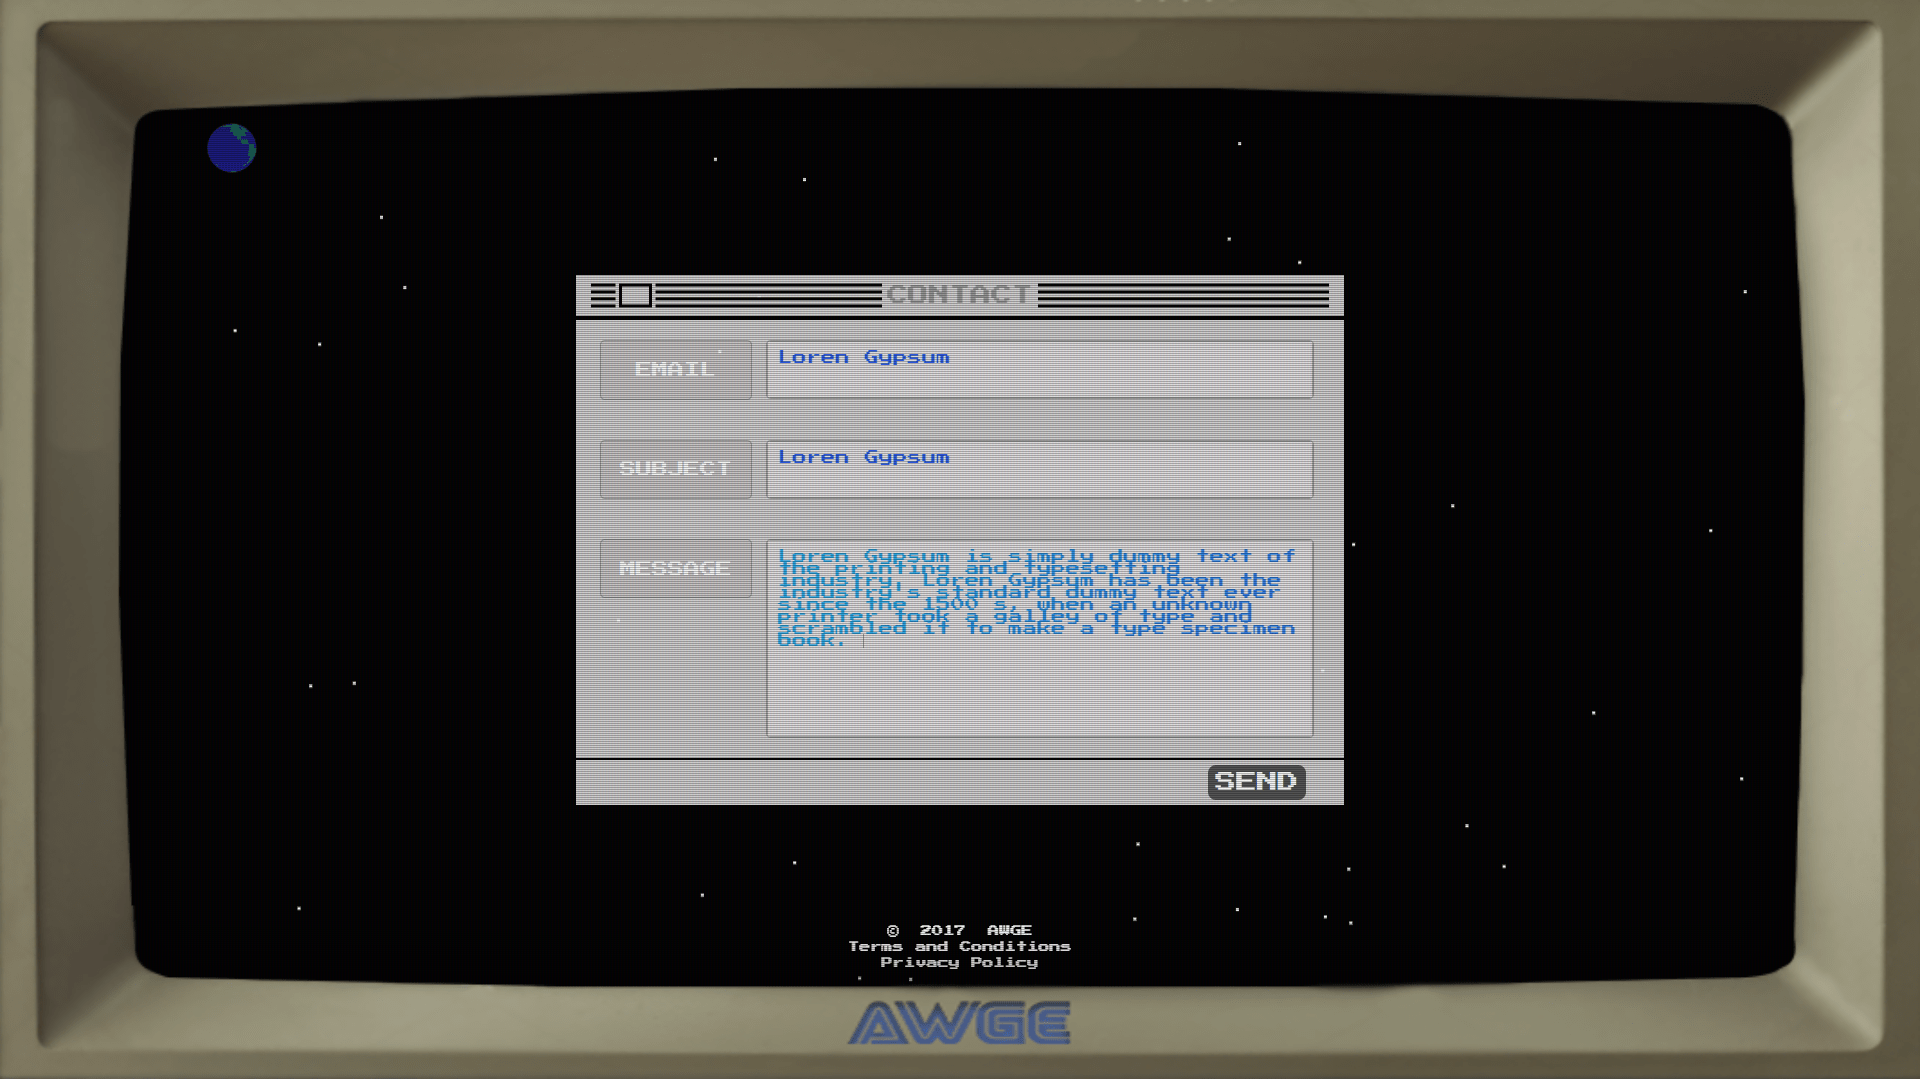 CONTACT
EMAIL
Loren Gypsum
SUBJECT
Loren Gypsum
MESSAGE
Loren Gypsum is simply dummy text of
the printing and typesetting
industry, Loren Gypsym has been the
industry's standard dummy text ever
since the 1500 s, when an unknown
printer took a galley of type and
scrambled it to make a type specimen
book.
SEND
© 2017 AWGE
Terms and Conditions
Privacy Policy
AWGE